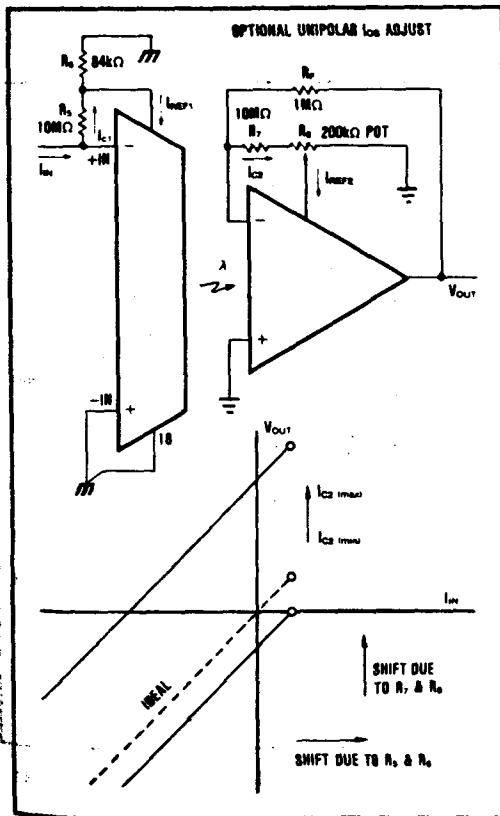 OPTIONAL UNIPOLAR IOS ADJUST
R6 84kΩ
R5
10MΩ
IC1
IREF1
IIN
+IN
−
λ
−IN
+
18
RF
1MΩ
10MΩ
R7
R8 200kΩ POT
IC2
IREF2
−
+
VOUT
VOUT
IC2 (max)
IC2 (min)
IIN
IDEAL
SHIFT DUE
TO R7 & R8
SHIFT DUE TO R5 & R6